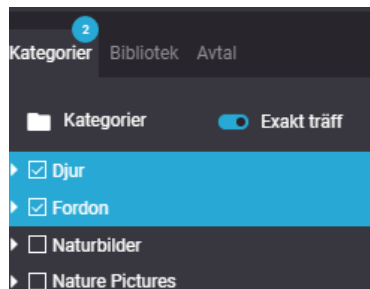 2
Kategorier Bibliotek Avtal
Kategorier Exakt träff
Djur
Fordon
Naturbilder
Nature Pictures